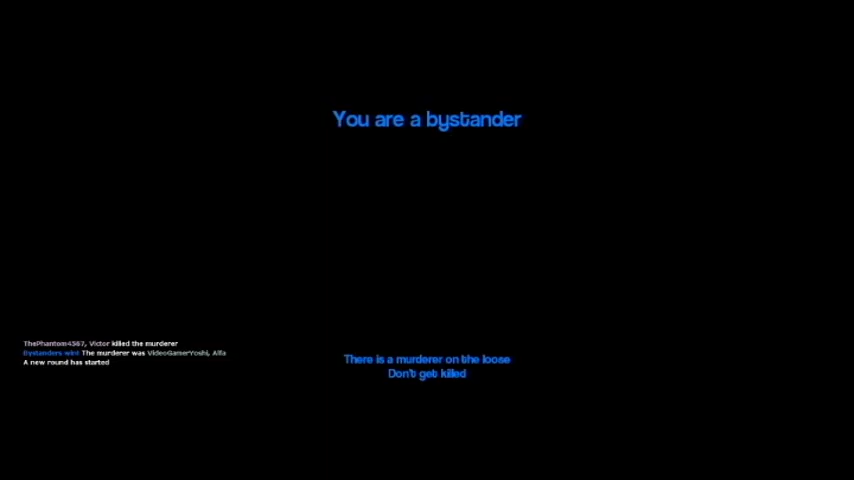 You are a bystander
ThePhantom4567, Victor killed the murderer
Bystanders win! The murderer was VideoGamerYoshi, Alfa
A new round has started
There is a murderer on the loose
Don't get killed